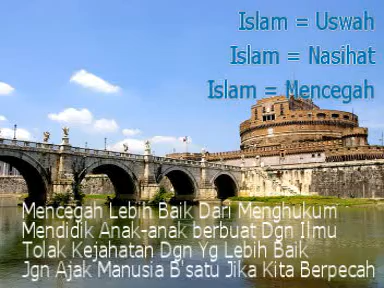 Islam = Uswah
Islam = Nasihat
Islam = Mencegah
Mencegah Lebih Baik Dari Menghukum
Mendidik Anak-anak berbuat Dgn Ilmu
Tolak Kejahatan Dgn Yg Lebih Baik
Jgn Ajak Manusia B'satu Jika Kita Berpecah